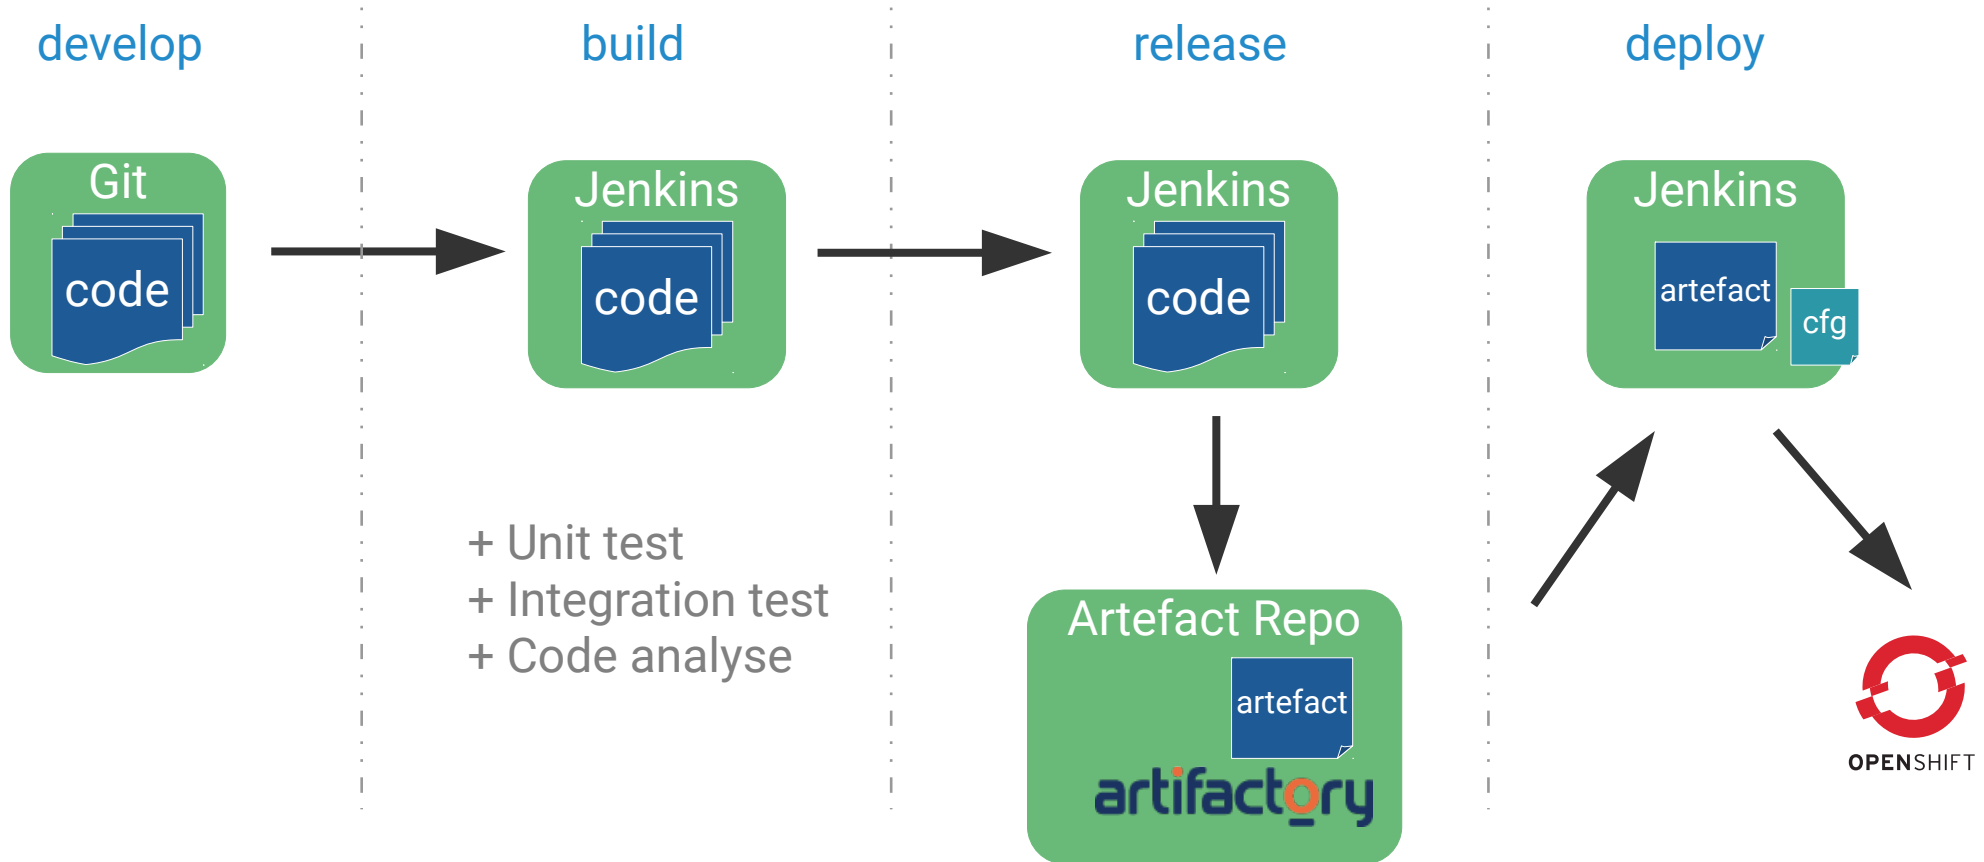 develop
build
release
deploy
Git
code
Jenkins
code
Jenkins
code
Jenkins
artefact
cfg
+ Unit test
+ Integration test
+ Code analyse
Artefact Repo
artefact
artifactory
OPENSHIFT